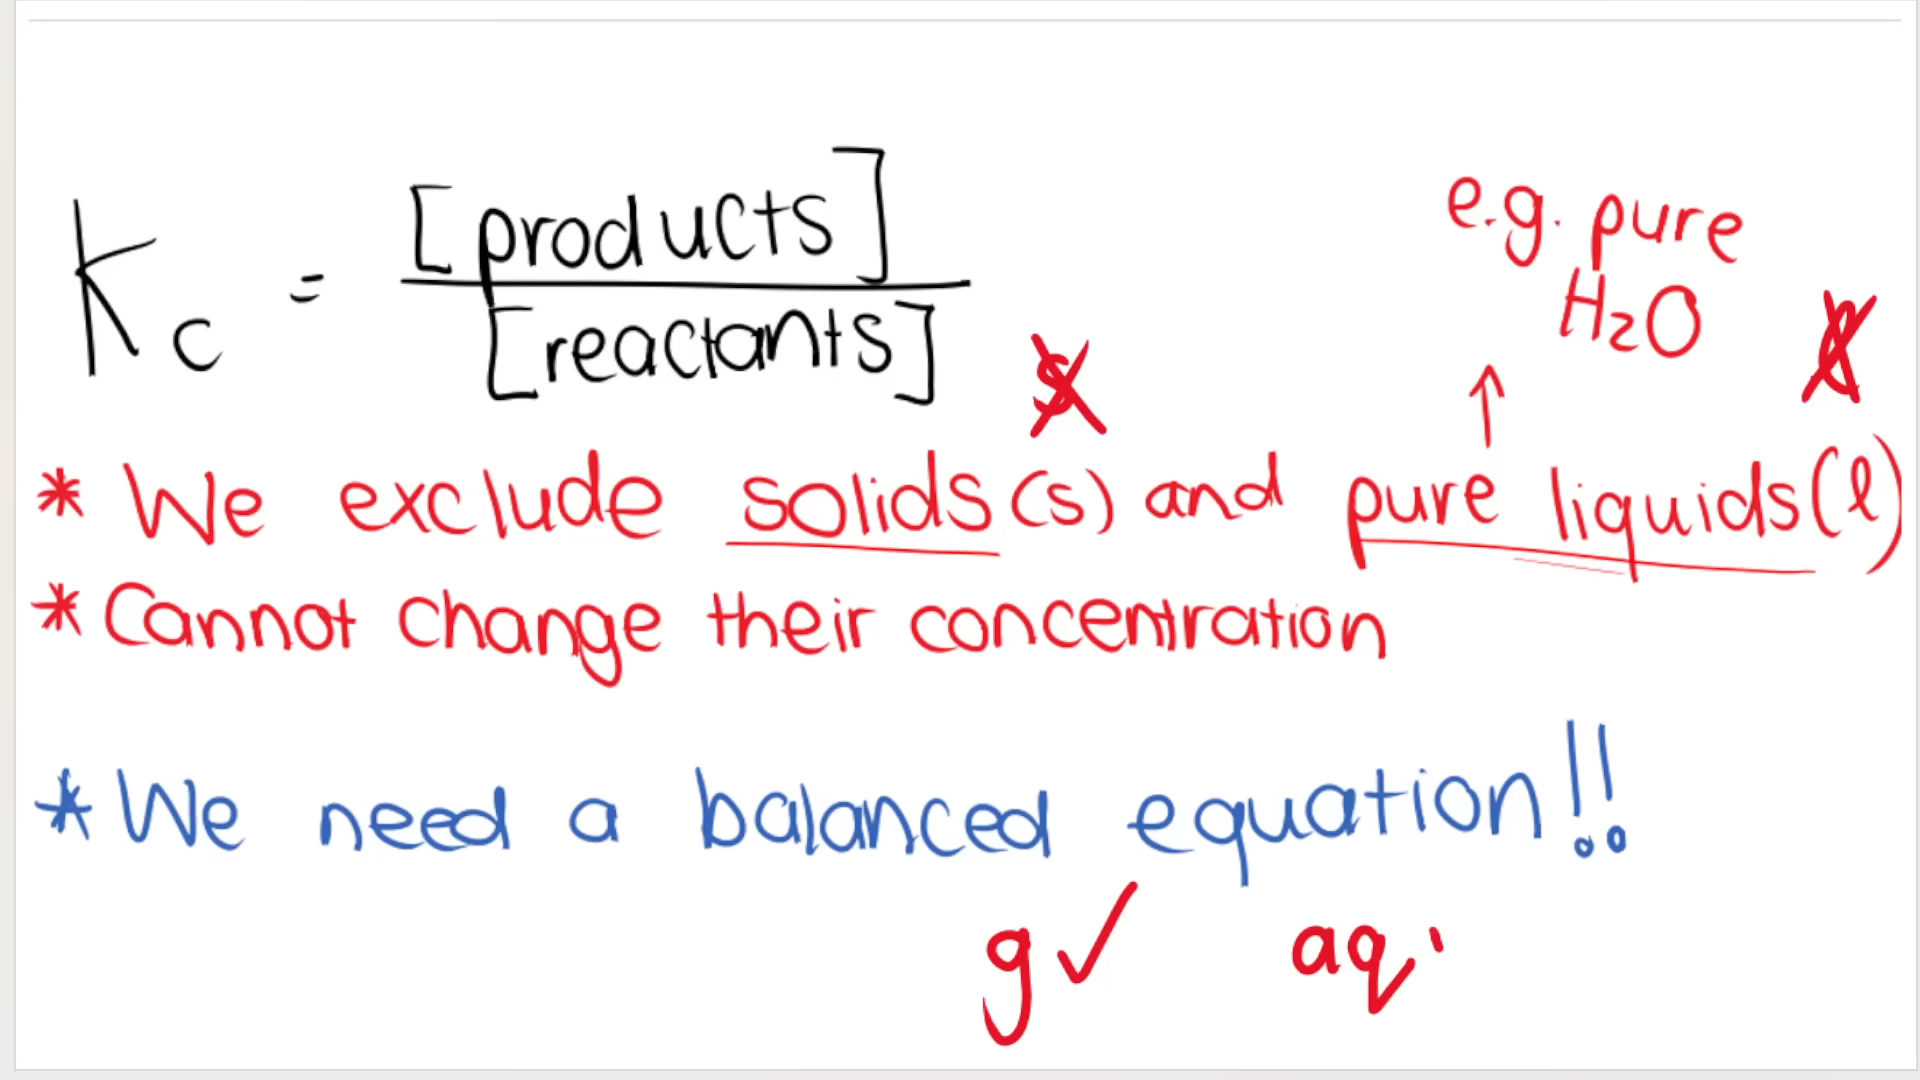 Kc = [products]
[reactants]
e.g. pure
H₂O
s
ℓ
* We exclude solids (s) and pure liquids (ℓ)
* Cannot change their concentration
* We need a balanced equation!!
g ✓ aq